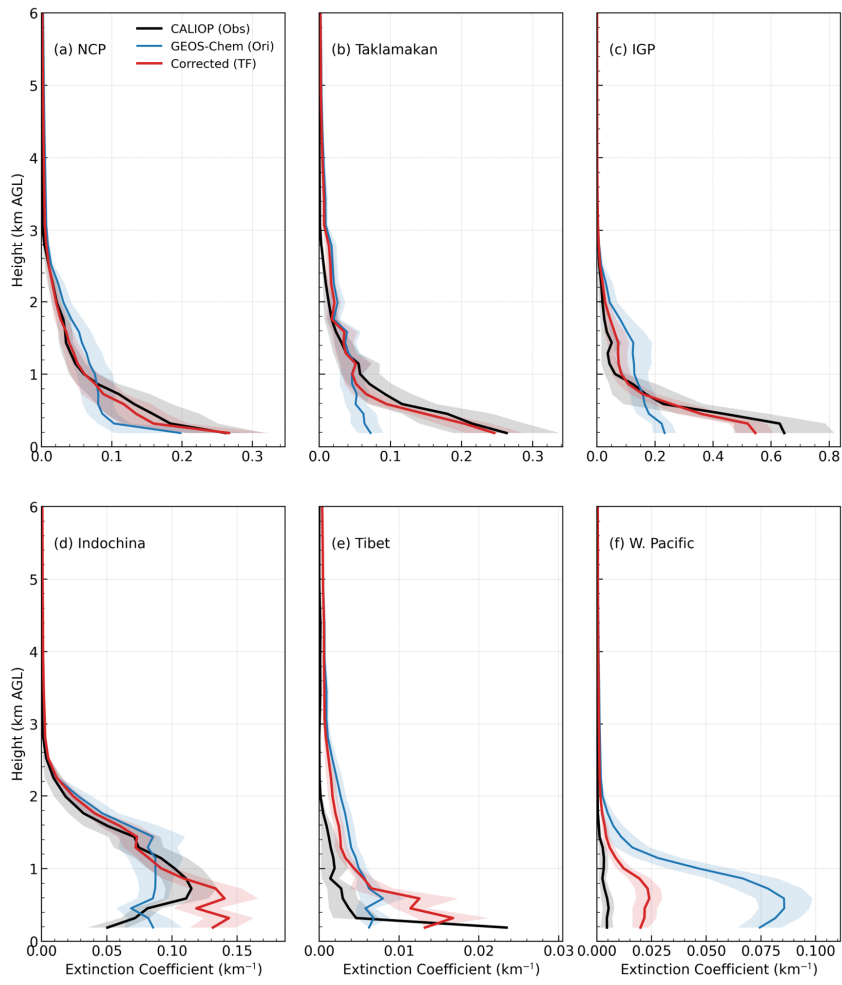 CALIOP (Obs)
GEOS-Chem (Ori)
Corrected (TF)
(a) NCP
(b) Taklamakan
(c) IGP
Height (km AGL)
6
5
4
3
2
1
0
0.0 0.1 0.2 0.3
0.0 0.1 0.2 0.3
0.0 0.2 0.4 0.6 0.8
(d) Indochina
(e) Tibet
(f) W. Pacific
Height (km AGL)
6
5
4
3
2
1
0
0.00 0.05 0.10 0.15
0.00 0.01 0.02 0.03
0.000 0.025 0.050 0.075 0.100
Extinction Coefficient (km⁻¹)
Extinction Coefficient (km⁻¹)
Extinction Coefficient (km⁻¹)